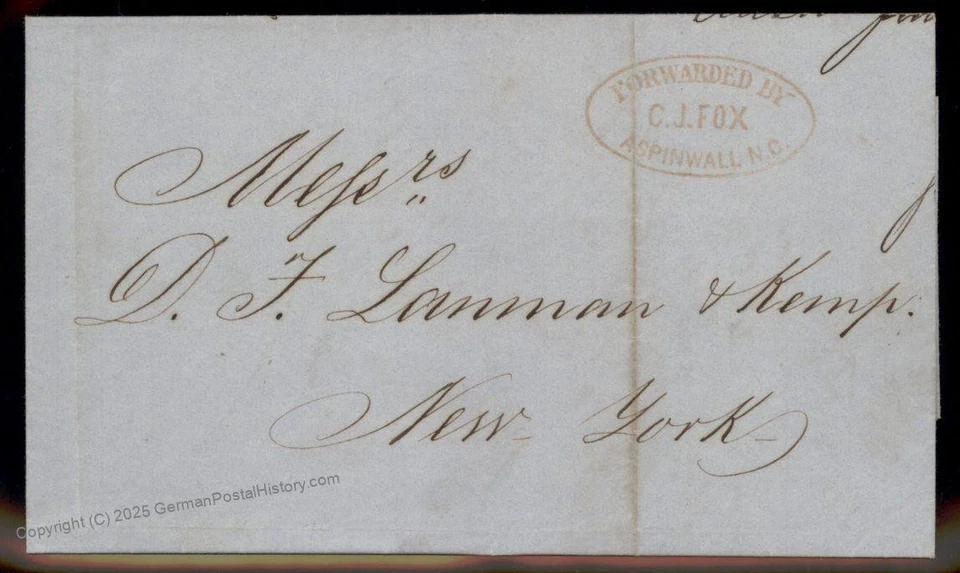 FORWARDED BY
C.J.FOX
ASPINWALL N.C.
Messrs
D. F. Lanman & Kemp.
New York
Copyright (C) 2025 GermanPostalHistory.com